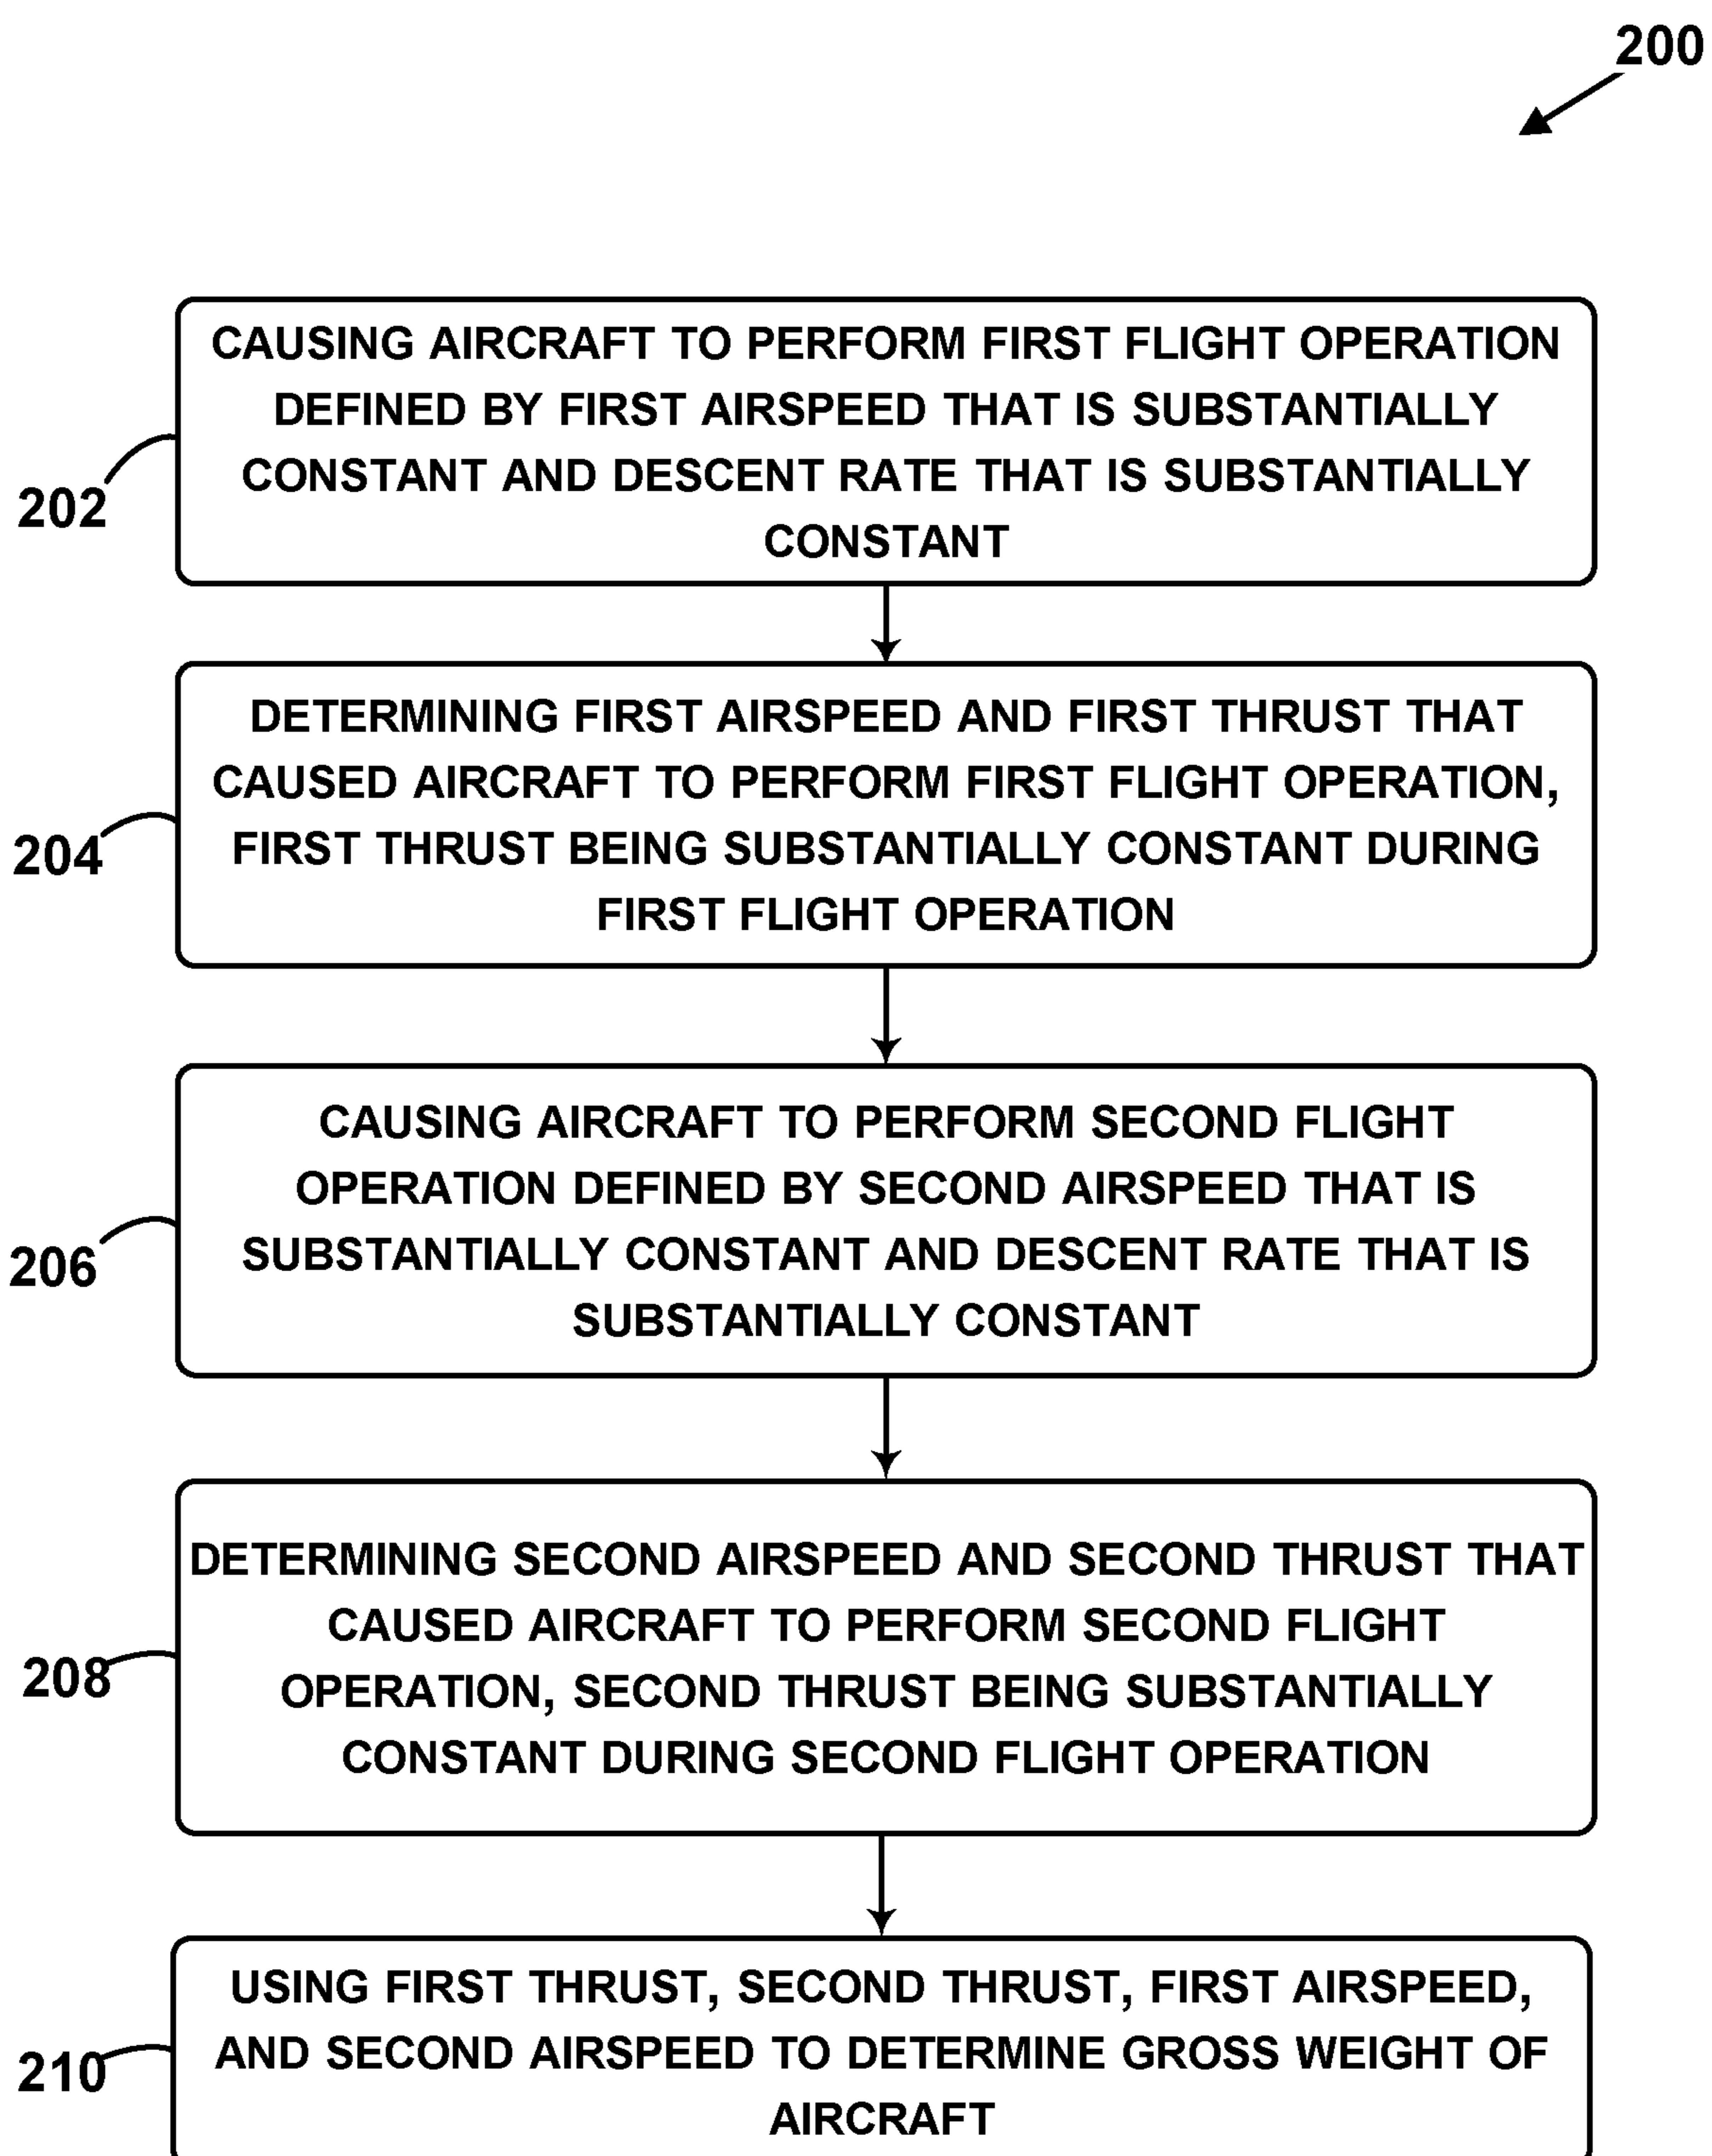 200
CAUSING AIRCRAFT TO PERFORM FIRST FLIGHT OPERATION
DEFINED BY FIRST AIRSPEED THAT IS SUBSTANTIALLY
CONSTANT AND DESCENT RATE THAT IS SUBSTANTIALLY
CONSTANT
202
DETERMINING FIRST AIRSPEED AND FIRST THRUST THAT
CAUSED AIRCRAFT TO PERFORM FIRST FLIGHT OPERATION,
FIRST THRUST BEING SUBSTANTIALLY CONSTANT DURING
FIRST FLIGHT OPERATION
204
CAUSING AIRCRAFT TO PERFORM SECOND FLIGHT
OPERATION DEFINED BY SECOND AIRSPEED THAT IS
SUBSTANTIALLY CONSTANT AND DESCENT RATE THAT IS
SUBSTANTIALLY CONSTANT
206
DETERMINING SECOND AIRSPEED AND SECOND THRUST THAT
CAUSED AIRCRAFT TO PERFORM SECOND FLIGHT
OPERATION, SECOND THRUST BEING SUBSTANTIALLY
CONSTANT DURING SECOND FLIGHT OPERATION
208
USING FIRST THRUST, SECOND THRUST, FIRST AIRSPEED,
AND SECOND AIRSPEED TO DETERMINE GROSS WEIGHT OF
AIRCRAFT
210